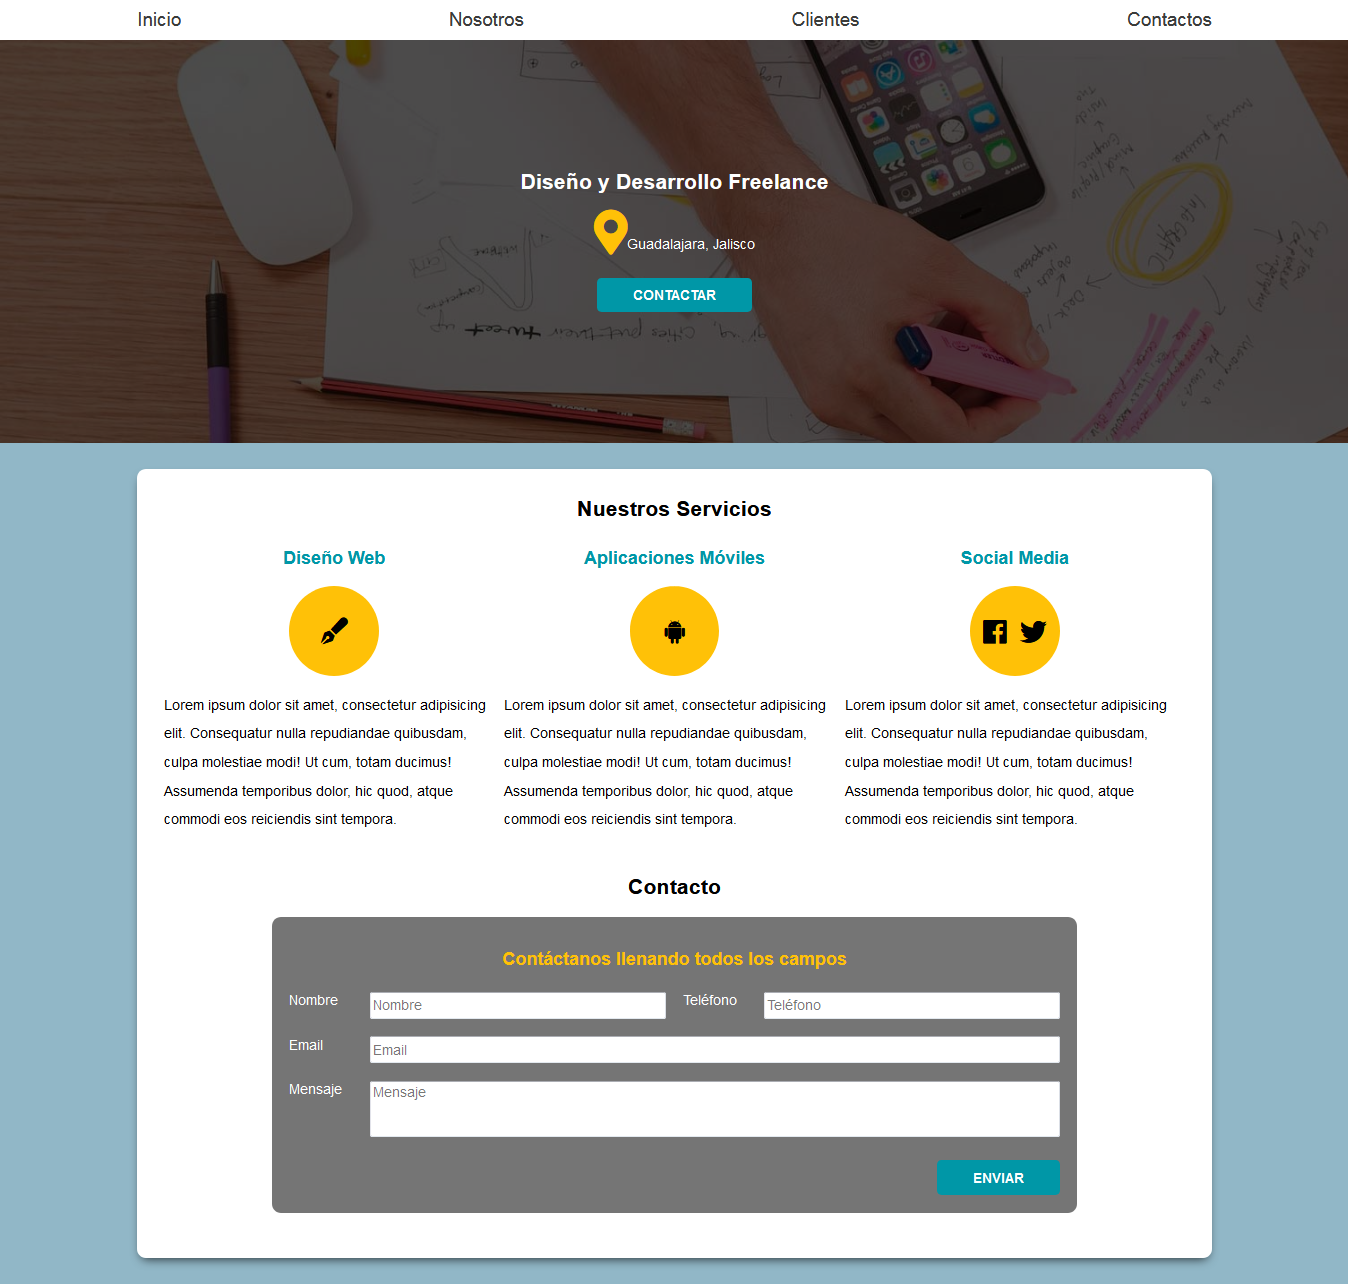 Inicio Nosotros Clientes Contactos
Diseño y Desarrollo Freelance
Guadalajara, Jalisco
CONTACTAR
Nuestros Servicios
Diseño Web
Lorem ipsum dolor sit amet, consectetur adipisicing
elit. Consequatur nulla repudiandae quibusdam,
culpa molestiae modi! Ut cum, totam ducimus!
Assumenda temporibus dolor, hic quod, atque
commodi eos reiciendis sint tempora.
Aplicaciones Móviles
Lorem ipsum dolor sit amet, consectetur adipisicing
elit. Consequatur nulla repudiandae quibusdam,
culpa molestiae modi! Ut cum, totam ducimus!
Assumenda temporibus dolor, hic quod, atque
commodi eos reiciendis sint tempora.
Social Media
Lorem ipsum dolor sit amet, consectetur adipisicing
elit. Consequatur nulla repudiandae quibusdam,
culpa molestiae modi! Ut cum, totam ducimus!
Assumenda temporibus dolor, hic quod, atque
commodi eos reiciendis sint tempora.
Contacto
Contáctanos llenando todos los campos
Nombre Nombre Teléfono Teléfono
Email Email
Mensaje Mensaje
ENVIAR